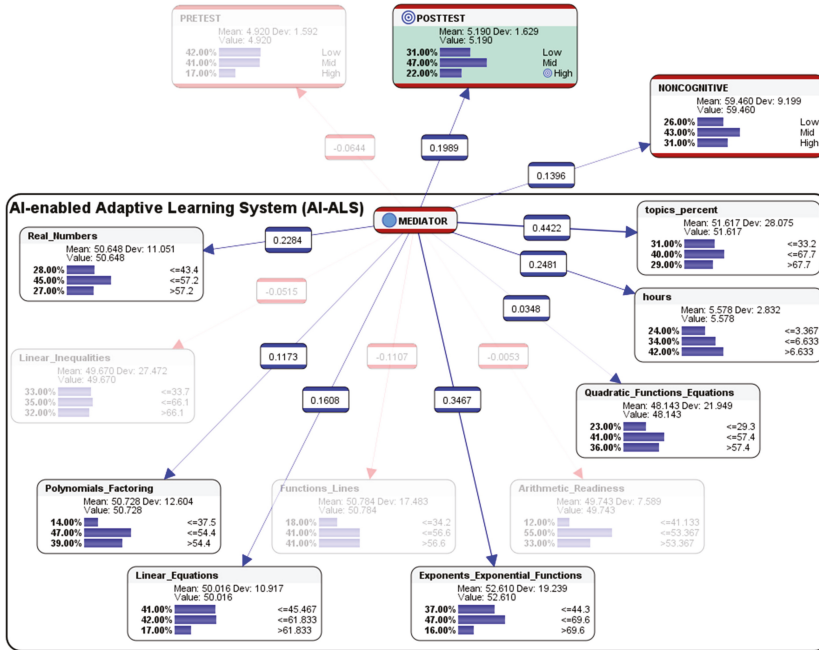 PRETEST
Mean: 4.920 Dev: 1.592
Value: 4.920
42.00% Low
41.00% Mid
17.00% High
POSTTEST
Mean: 5.190 Dev: 1.629
Value: 5.190
31.00% Low
47.00% Mid
22.00% High
NONCOGNITIVE
Mean: 59.460 Dev: 9.199
Value: 59.460
26.00% Low
43.00% Mid
31.00% High
-0.0644
0.1989
0.1396
AI-enabled Adaptive Learning System (AI-ALS)
MEDIATOR
Real_Numbers
Mean: 50.648 Dev: 11.051
Value: 50.648
28.00% <=43.4
45.00% <=57.2
27.00% >57.2
0.2284
0.4422
topics_percent
Mean: 51.617 Dev: 28.075
Value: 51.617
31.00% <=33.2
40.00% <=67.7
29.00% >67.7
0.2481
hours
Mean: 5.578 Dev: 2.832
Value: 5.578
24.00% <=3.367
34.00% <=6.633
42.00% >6.633
-0.0515
0.0348
Linear_Inequalities
Mean: 49.670 Dev: 27.472
Value: 49.670
33.00% <=33.7
35.00% <=66.1
32.00% >66.1
0.1173
-0.1107
-0.0053
0.1608
0.3467
Quadratic_Functions_Equations
Mean: 48.143 Dev: 21.949
Value: 48.143
23.00% <=29.3
41.00% <=57.4
36.00% >57.4
Polynomials_Factoring
Mean: 50.728 Dev: 12.604
Value: 50.728
14.00% <=37.5
47.00% <=54.4
39.00% >54.4
Functions_Lines
Mean: 50.784 Dev: 17.483
Value: 50.784
18.00% <=34.2
41.00% <=56.6
41.00% >56.6
Arithmetic_Readiness
Mean: 49.743 Dev: 7.589
Value: 49.743
12.00% <=41.133
55.00% <=53.367
33.00% >53.367
Linear_Equations
Mean: 50.016 Dev: 10.917
Value: 50.016
41.00% <=45.467
42.00% <=61.833
17.00% >61.833
Exponents_Exponential_Functions
Mean: 52.610 Dev: 19.239
Value: 52.610
37.00% <=44.3
47.00% <=69.6
16.00% >69.6